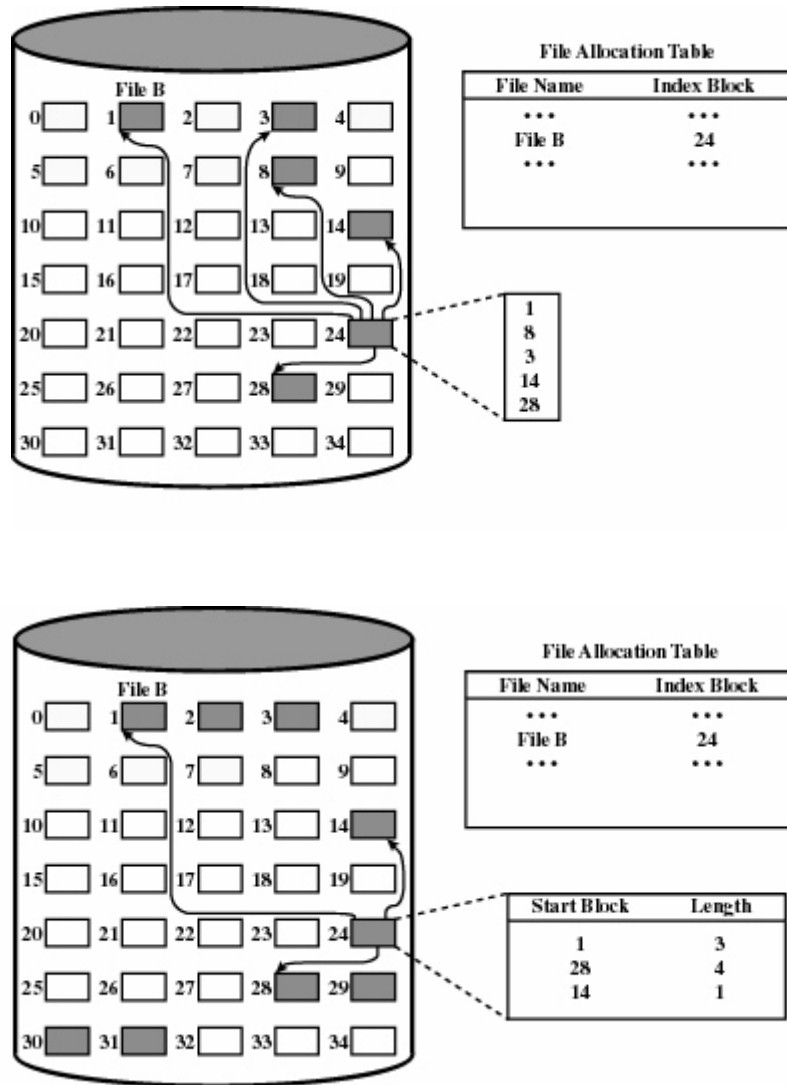 File Allocation Table
File Name Index Block
• • • • • •
File B 24
• • • • • •
File B
0 1 2 3 4
5 6 7 8 9
10 11 12 13 14
15 16 17 18 19
20 21 22 23 24
25 26 27 28 29
30 31 32 33 34
1
8
3
14
28
File Allocation Table
File Name Index Block
• • • • • •
File B 24
• • • • • •
File B
0 1 2 3 4
5 6 7 8 9
10 11 12 13 14
15 16 17 18 19
20 21 22 23 24
25 26 27 28 29
30 31 32 33 34
Start Block Length
1 3
28 4
14 1